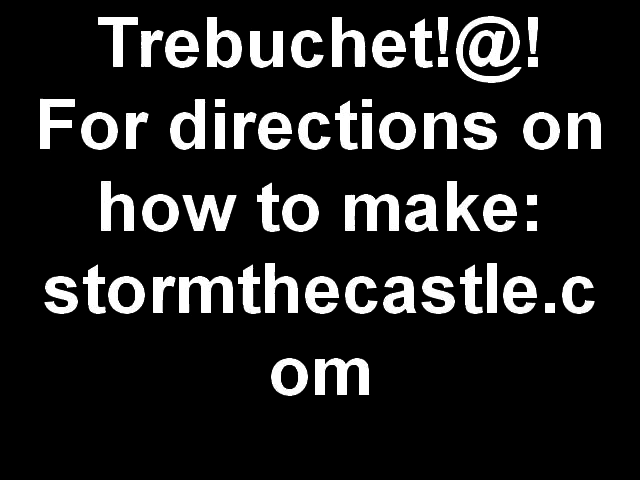 Trebuchet!@!
For directions on
how to make:
stormthecastle.c
om